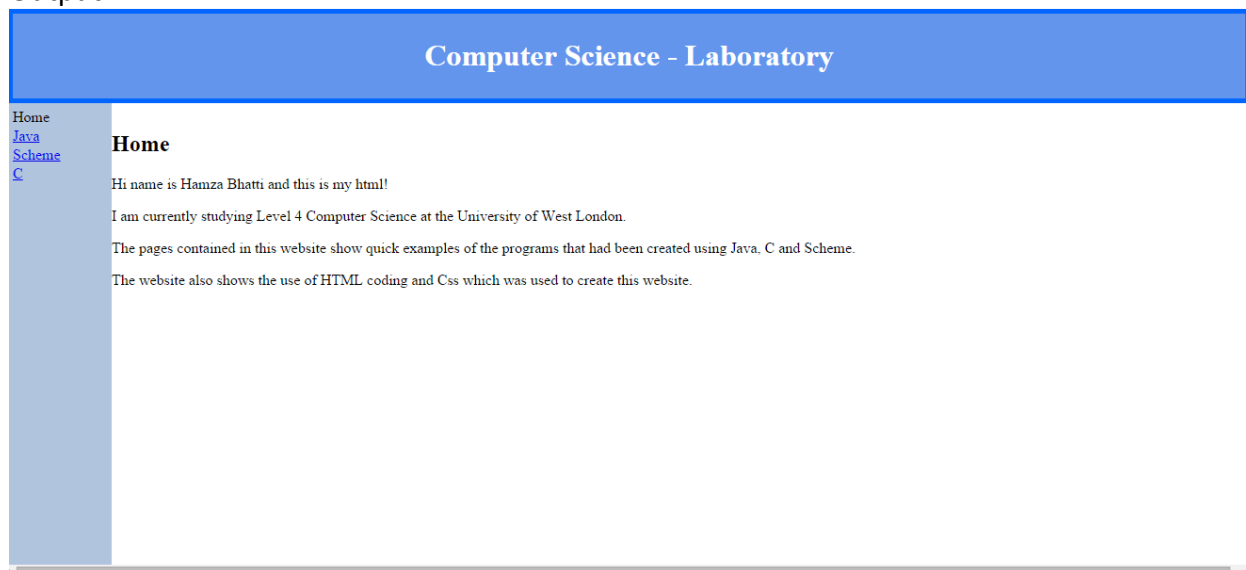 Computer Science - Laboratory
Home
Java
Scheme
C
Home
Hi name is Hamza Bhatti and this is my html!
I am currently studying Level 4 Computer Science at the University of West London.
The pages contained in this website show quick examples of the programs that had been created using Java, C and Scheme.
The website also shows the use of HTML coding and Css which was used to create this website.